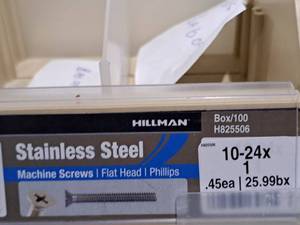 HILLMAN
Box/100
H825506
Stainless Steel
Machine Screws | Flat Head | Phillips
10-24x
1
.45ea | 25.99bx